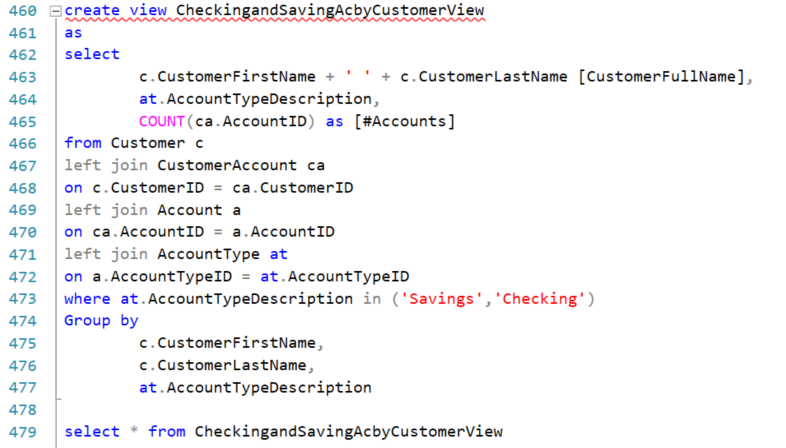 460 create view CheckingandSavingAcbyCustomerView
461 as
462 select
463 c.CustomerFirstName + ' ' + c.CustomerLastName [CustomerFullName],
464 at.AccountTypeDescription,
465 COUNT(ca.AccountID) as [#Accounts]
466 from Customer c
467 left join CustomerAccount ca
468 on c.CustomerID = ca.CustomerID
469 left join Account a
470 on ca.AccountID = a.AccountID
471 left join AccountType at
472 on a.AccountTypeID = at.AccountTypeID
473 where at.AccountTypeDescription in ('Savings','Checking')
474 Group by
475 c.CustomerFirstName,
476 c.CustomerLastName,
477 at.AccountTypeDescription
478
479 select * from CheckingandSavingAcbyCustomerView